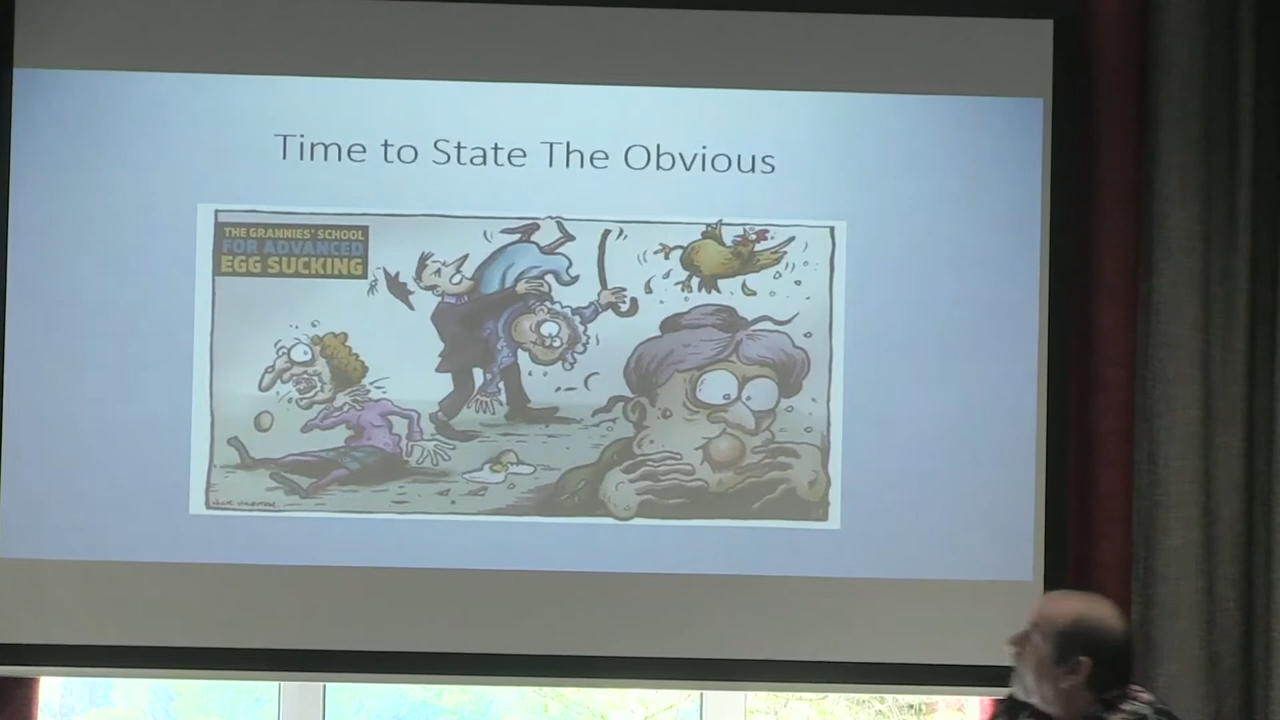 Time to State The Obvious
THE GRANNIES' SCHOOL
FOR ADVANCED
EGG SUCKING